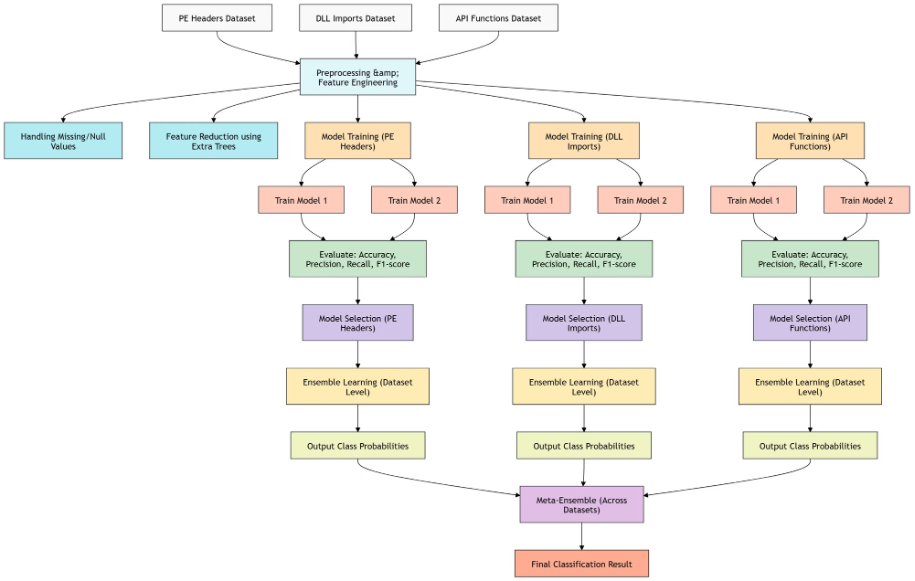 PE Headers Dataset
DLL Imports Dataset
API Functions Dataset
Preprocessing &amp;
Feature Engineering
Handling Missing/Null
Values
Feature Reduction using
Extra Trees
Model Training (PE
Headers)
Model Training (DLL
Imports)
Model Training (API
Functions)
Train Model 1
Train Model 2
Train Model 1
Train Model 2
Train Model 1
Train Model 2
Evaluate: Accuracy,
Precision, Recall, F1-score
Evaluate: Accuracy,
Precision, Recall, F1-score
Evaluate: Accuracy,
Precision, Recall, F1-score
Model Selection (PE
Headers)
Model Selection (DLL
Imports)
Model Selection (API
Functions)
Ensemble Learning (Dataset
Level)
Ensemble Learning (Dataset
Level)
Ensemble Learning (Dataset
Level)
Output Class Probabilities
Output Class Probabilities
Output Class Probabilities
Meta-Ensemble (Across
Datasets)
Final Classification Result